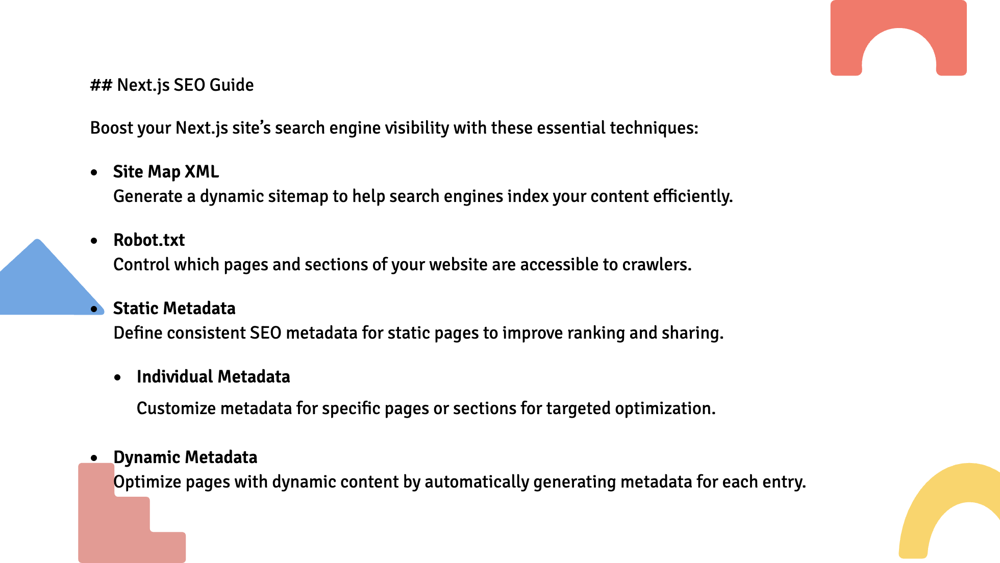 ## Next.js SEO Guide
Boost your Next.js site’s search engine visibility with these essential techniques:
• Site Map XML
Generate a dynamic sitemap to help search engines index your content efficiently.
• Robot.txt
Control which pages and sections of your website are accessible to crawlers.
• Static Metadata
Define consistent SEO metadata for static pages to improve ranking and sharing.
• Individual Metadata
Customize metadata for specific pages or sections for targeted optimization.
• Dynamic Metadata
Optimize pages with dynamic content by automatically generating metadata for each entry.